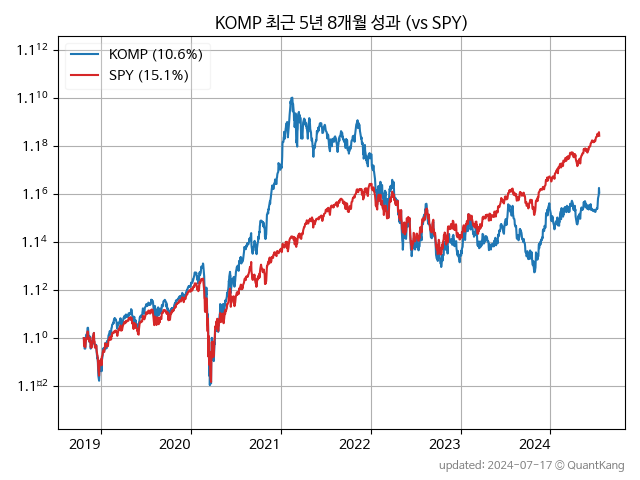 KOMP 최근 5년 8개월 성과 (vs SPY)
KOMP (10.6%)
SPY (15.1%)
1.1¹²
1.1¹⁰
1.1⁸
1.1⁶
1.1⁴
1.1²
1.1⁰
1.1▯²
2019 2020 2021 2022 2023 2024
updated: 2024-07-17 © QuantKang